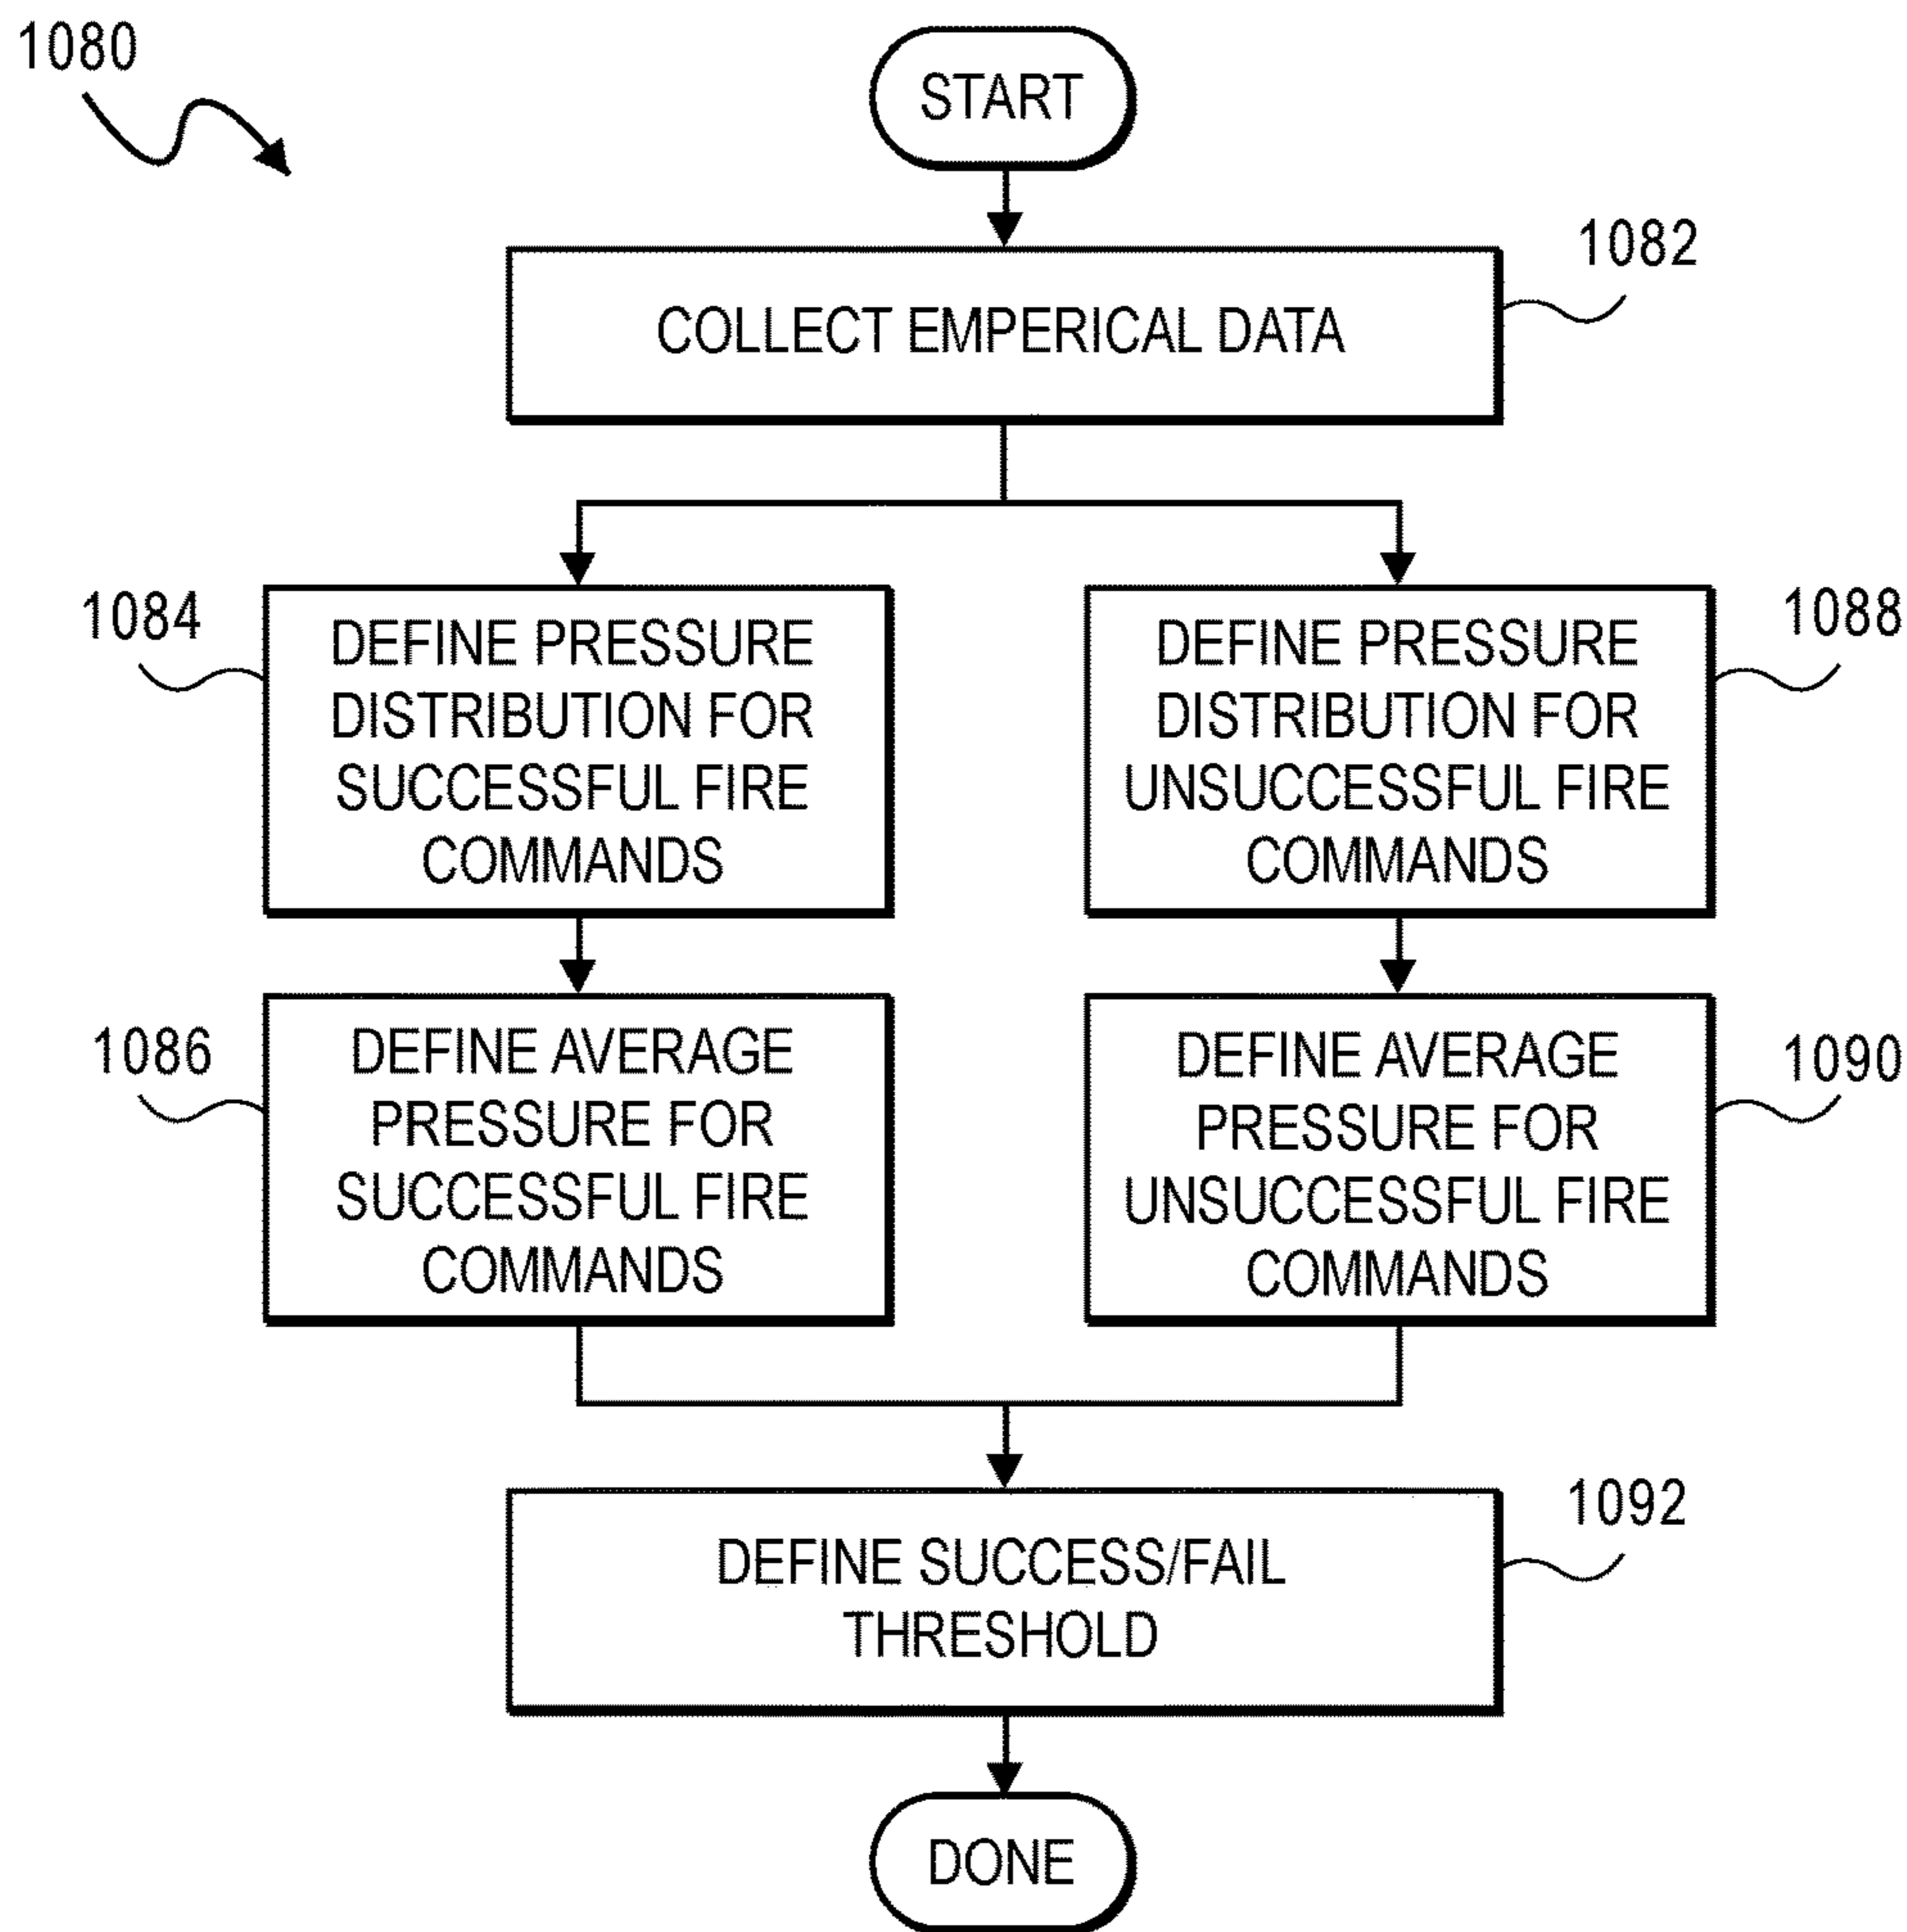 1080
START
1082
COLLECT EMPERICAL DATA
1084
DEFINE PRESSURE
DISTRIBUTION FOR
SUCCESSFUL FIRE
COMMANDS
1088
DEFINE PRESSURE
DISTRIBUTION FOR
UNSUCCESSFUL FIRE
COMMANDS
1086
DEFINE AVERAGE
PRESSURE FOR
SUCCESSFUL FIRE
COMMANDS
1090
DEFINE AVERAGE
PRESSURE FOR
UNSUCCESSFUL FIRE
COMMANDS
1092
DEFINE SUCCESS/FAIL
THRESHOLD
DONE